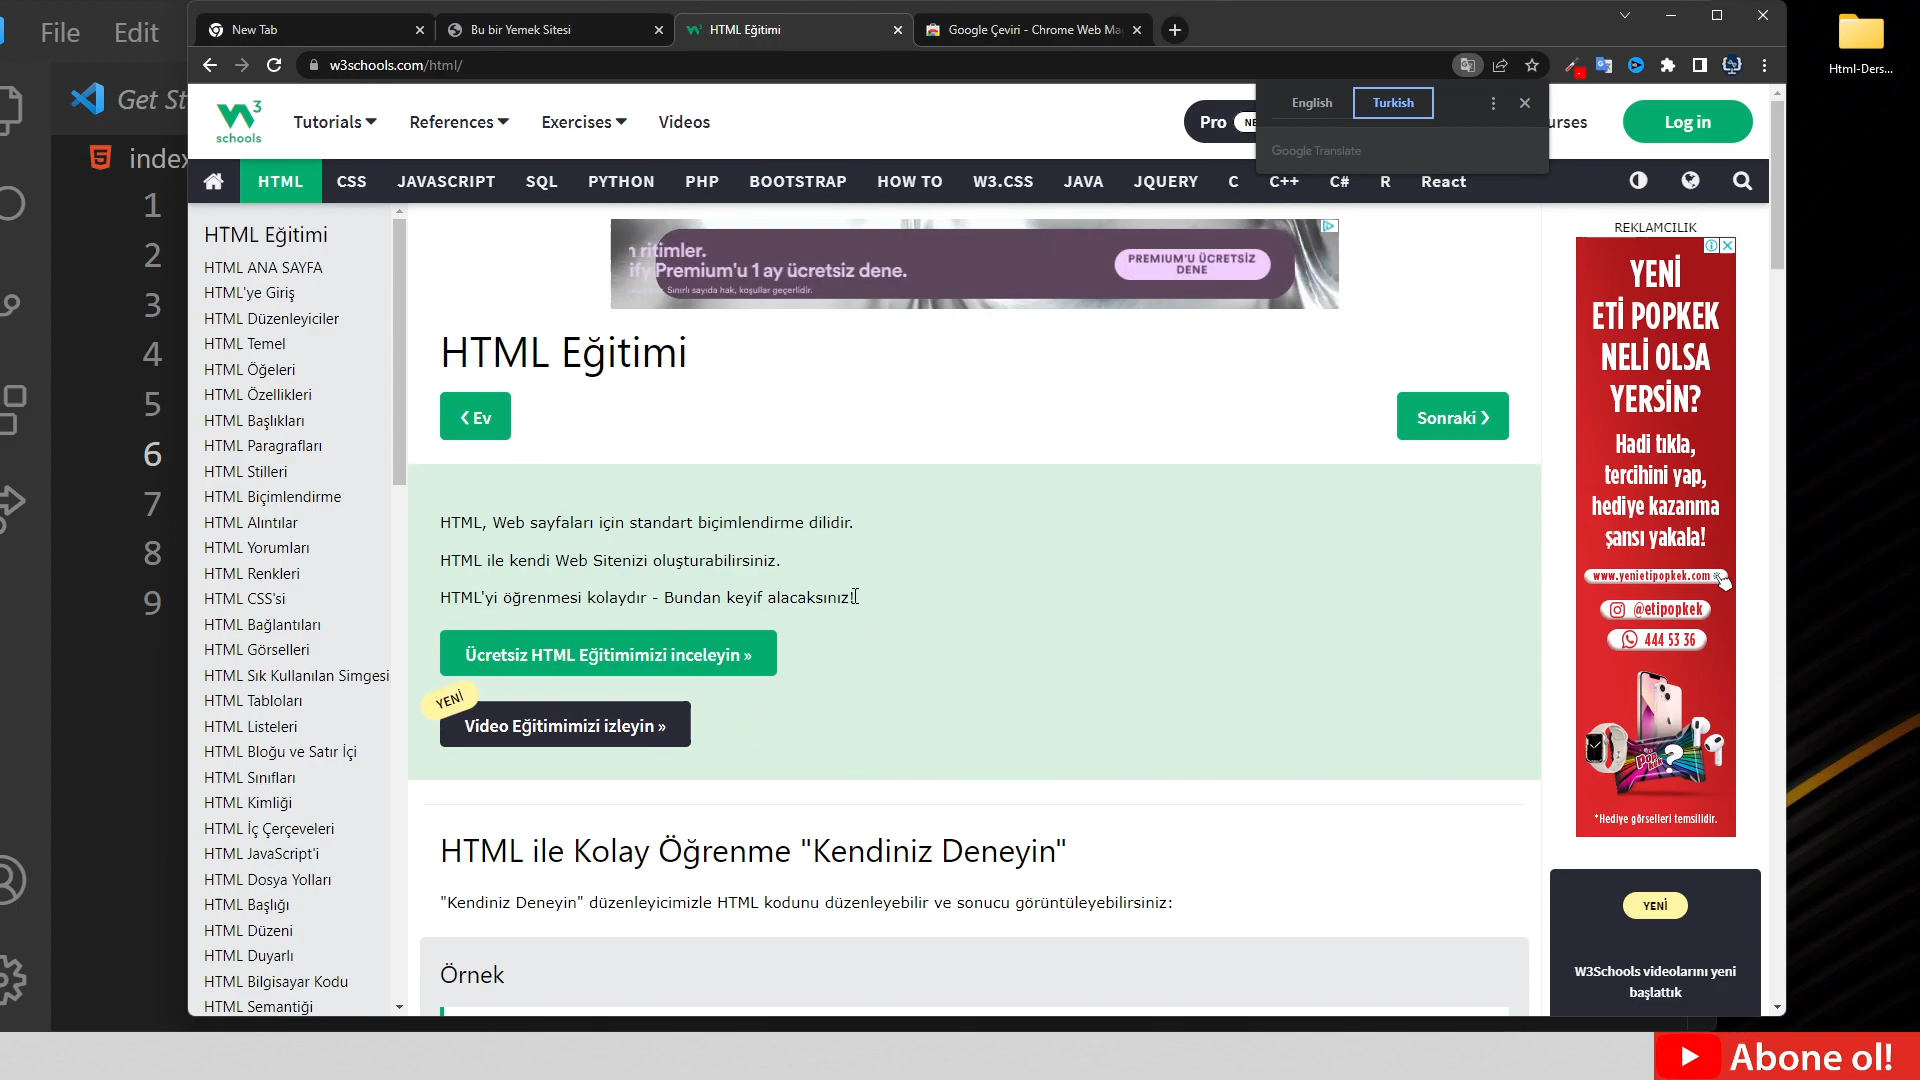 File
Edit
Get St
index
1
2
3
4
5
6
7
8
9
New Tab
Bu bir Yemek Sitesi
HTML Eğitimi
Google Çeviri - Chrome Web Ma
w3schools.com/html/
Html-Ders...
English
Turkish
Google Translate
W3
schools
Tutorials
References
Exercises
Videos
Pro
NE
urses
Log in
HTML
CSS
JAVASCRIPT
SQL
PYTHON
PHP
BOOTSTRAP
HOW TO
W3.CSS
JAVA
JQUERY
C
C++
C#
R
React
HTML Eğitimi
HTML ANA SAYFA
HTML'ye Giriş
HTML Düzenleyiciler
HTML Temel
HTML Öğeleri
HTML Özellikleri
HTML Başlıkları
HTML Paragrafları
HTML Stilleri
HTML Biçimlendirme
HTML Alıntılar
HTML Yorumları
HTML Renkleri
HTML CSS'si
HTML Bağlantıları
HTML Görselleri
HTML Sık Kullanılan Simgesi
HTML Tabloları
HTML Listeleri
HTML Bloğu ve Satır İçi
HTML Sınıfları
HTML Kimliği
HTML İç Çerçeveleri
HTML JavaScript'i
HTML Dosya Yolları
HTML Başlığı
HTML Düzeni
HTML Duyarlı
HTML Bilgisayar Kodu
HTML Semantiği
n ritimler.
ify Premium'u 1 ay ücretsiz dene.
Sınırlı sayıda hak, koşullar geçerlidir.
PREMIUM'U ÜCRETSİZ
DENE
HTML Eğitimi
❮ Ev
Sonraki ❯
HTML, Web sayfaları için standart biçimlendirme dilidir.
HTML ile kendi Web Sitenizi oluşturabilirsiniz.
HTML'yi öğrenmesi kolaydır - Bundan keyif alacaksınız!
Ücretsiz HTML Eğitimimizi inceleyin »
YENİ
Video Eğitimimizi izleyin »
HTML ile Kolay Öğrenme "Kendiniz Deneyin"
"Kendiniz Deneyin" düzenleyicimizle HTML kodunu düzenleyebilir ve sonucu görüntüleyebilirsiniz:
Örnek
REKLAMCILIK
YENİ
ETİ POPKEK
NELİ OLSA
YERSİN?
Hadi tıkla,
tercihini yap,
hediye kazanma
şansı yakala!
www.yenietipopkek.com
@etipopkek
444 53 36
POPKEK
?
*Hediye görselleri temsilidir.
YENİ
W3Schools videolarını yeni
başlattık
Abone ol!